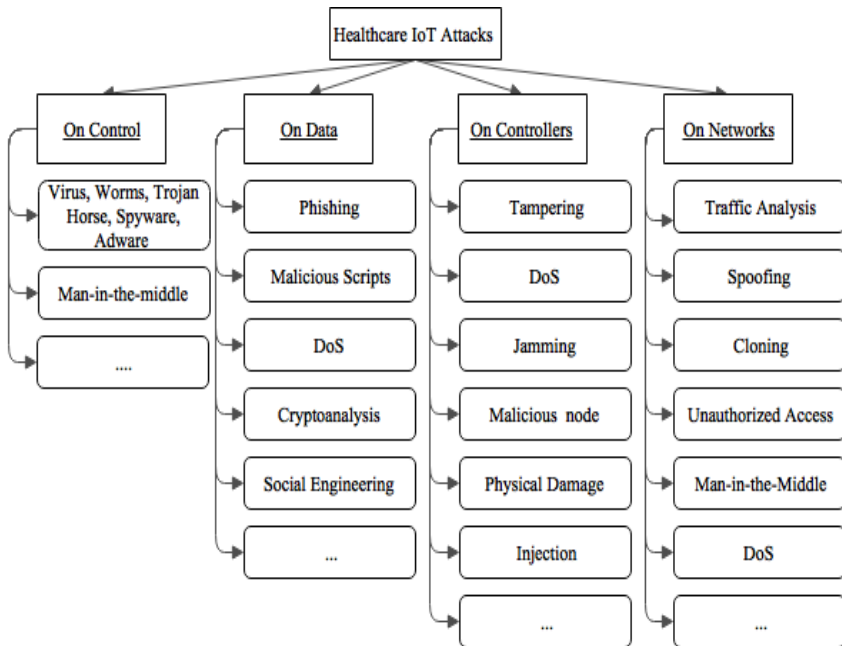 Healthcare IoT Attacks
On Control
Virus, Worms, Trojan
Horse, Spyware,
Adware
Man-in-the-middle
....
On Data
Phishing
Malicious Scripts
DoS
Cryptoanalysis
Social Engineering
...
On Controllers
Tampering
DoS
Jamming
Malicious node
Physical Damage
Injection
...
On Networks
Traffic Analysis
Spoofing
Cloning
Unauthorized Access
Man-in-the-Middle
DoS
...